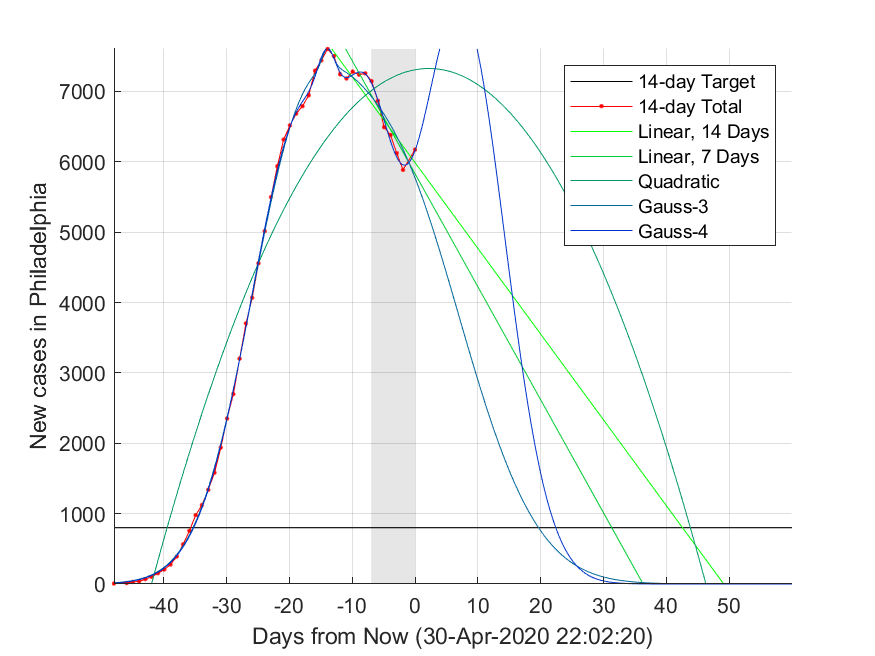 7000
6000
5000
4000
3000
2000
1000
0
New cases in Philadelphia
14-day Target
14-day Total
Linear, 14 Days
Linear, 7 Days
Quadratic
Gauss-3
Gauss-4
-40 -30 -20 -10 0 10 20 30 40 50
Days from Now (30-Apr-2020 22:02:20)